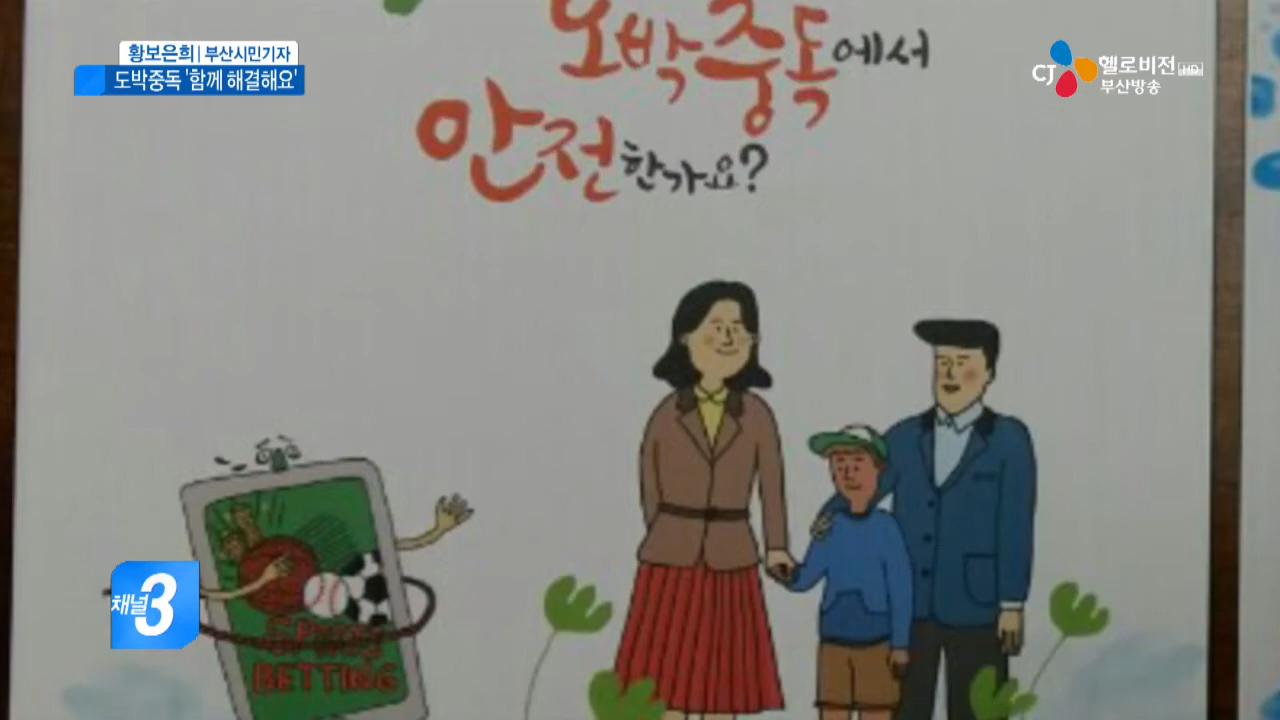 황보은희 | 부산시민기자
도박중독 '함께 해결해요'
CJ 헬로비전 HD
부산방송
도박중독에서
안전한가요?
채널3
SPORTS
BETTING